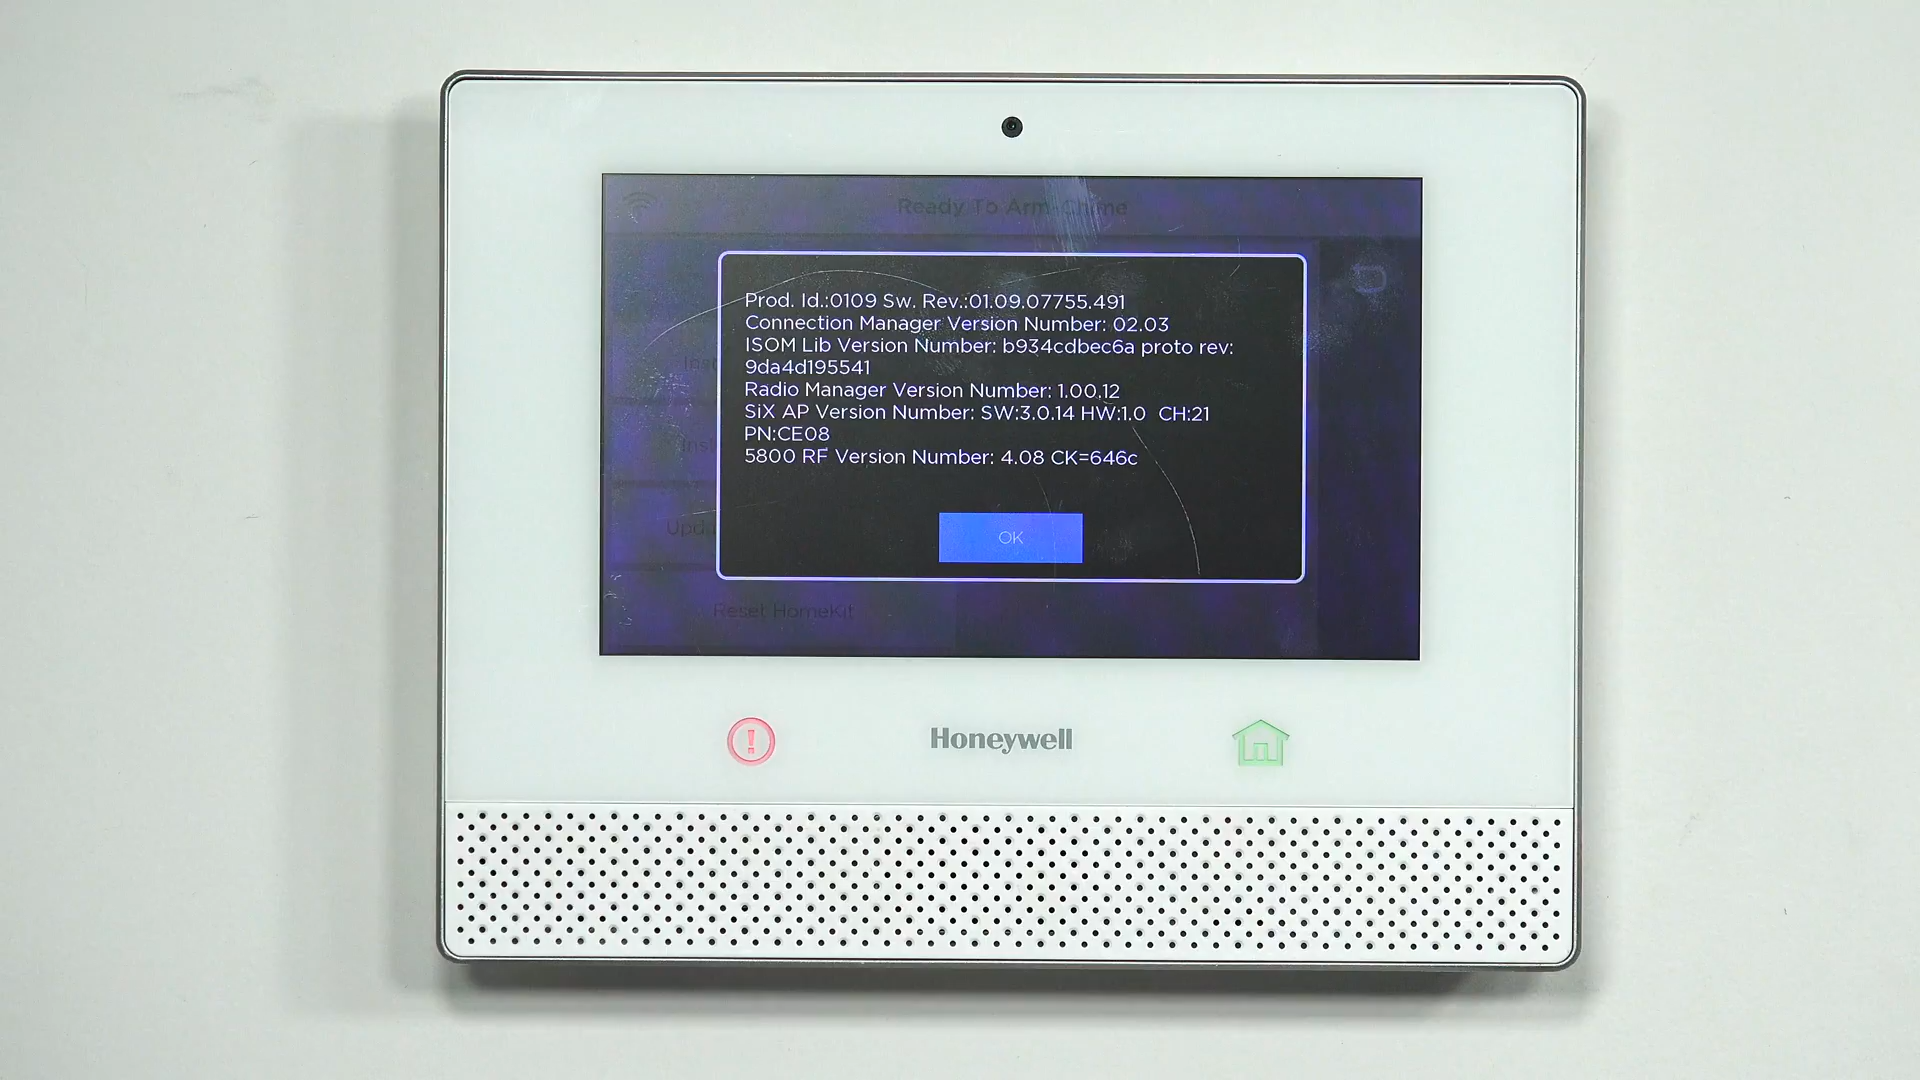 Ready To Arm-Chime
Prod. Id.:0109 Sw. Rev.:01.09.07755.491
Connection Manager Version Number: 02.03
ISOM Lib Version Number: b934cdbec6a proto rev:
9da4d195541
Radio Manager Version Number: 1.00.12
SiX AP Version Number: SW:3.0.14 HW:1.0 CH:21
PN:CE08
5800 RF Version Number: 4.08 CK=646c
OK
Reset HomeKit
Honeywell